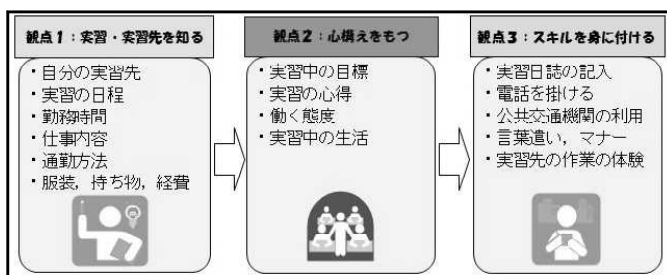 観点1：実習・実習先を知る
・自分の実習先
・実習の日程
・勤務時間
・仕事内容
・通勤方法
・服装，持ち物，経費
観点2：心構えをもつ
・実習中の目標
・実習の心得
・働く態度
・実習中の生活
観点3：スキルを身に付ける
・実習日誌の記入
・電話を掛ける
・公共交通機関の利用
・言葉遣い，マナー
・実習先の作業の体験